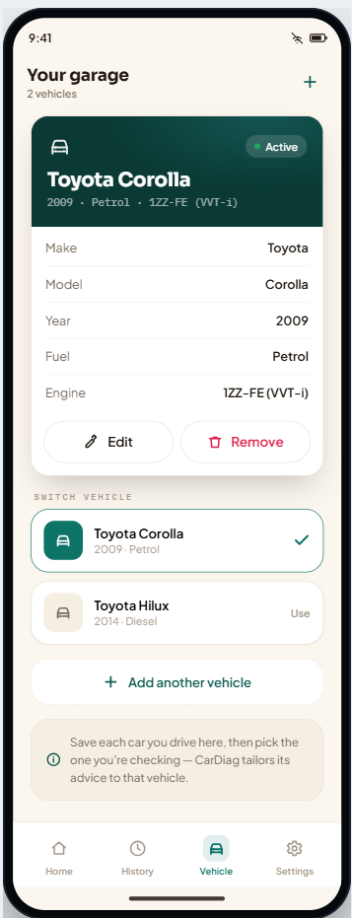 9:41
Your garage
2 vehicles
Active
Toyota Corolla
2009 · Petrol · 1ZZ-FE (VVT-i)
Make Toyota
Model Corolla
Year 2009
Fuel Petrol
Engine 1ZZ-FE (VVT-i)
Edit Remove
SWITCH VEHICLE
Toyota Corolla
2009 · Petrol
Toyota Hilux
2014 · Diesel
Use
+ Add another vehicle
Save each car you drive here, then pick the
one you're checking — CarDiag tailors its
advice to that vehicle.
Home History Vehicle Settings